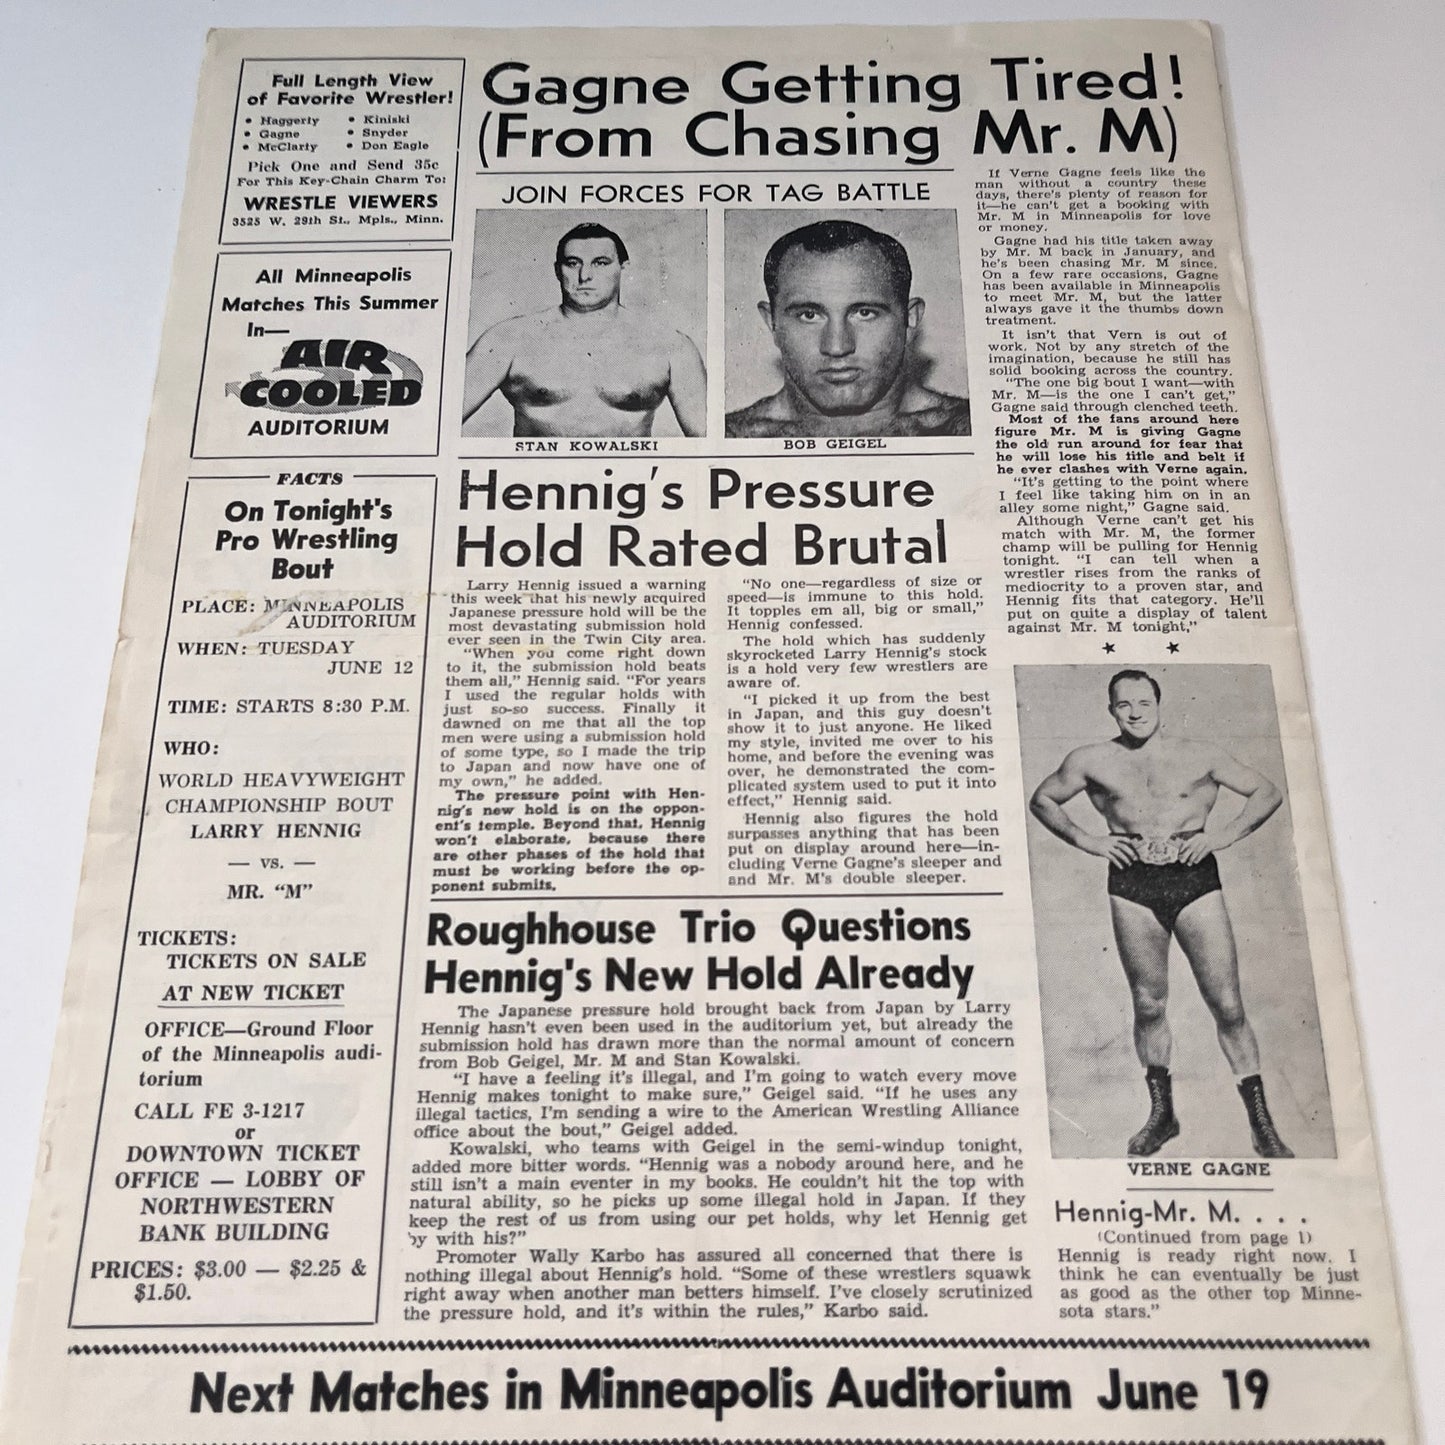 Full Length View
of Favorite Wrestler!
• Haggerty • Kiniski
• Gagne • Snyder
• McClarty • Don Eagle
Pick One and Send 35c
For This Key-Chain Charm To:
WRESTLE VIEWERS
3525 W. 29th St., Mpls., Minn.
All Minneapolis
Matches This Summer
In—
AIR
COOLED
AUDITORIUM
FACTS
On Tonight's
Pro Wrestling
Bout
PLACE: MINNEAPOLIS
AUDITORIUM
WHEN: TUESDAY
JUNE 12
TIME: STARTS 8:30 P.M.
WHO:
WORLD HEAVYWEIGHT
CHAMPIONSHIP BOUT
LARRY HENNIG
— vs. —
MR. "M"
TICKETS:
TICKETS ON SALE
AT NEW TICKET
OFFICE—Ground Floor
of the Minneapolis audi-
torium
CALL FE 3-1217
or
DOWNTOWN TICKET
OFFICE — LOBBY OF
NORTHWESTERN
BANK BUILDING
PRICES: $3.00 — $2.25 &
$1.50.
Gagne Getting Tired!
(From Chasing Mr. M)
JOIN FORCES FOR TAG BATTLE
STAN KOWALSKI
BOB GEIGEL
Hennig's Pressure
Hold Rated Brutal
Larry Hennig issued a warning
this week that his newly acquired
Japanese pressure hold will be the
most devastating submission hold
ever seen in the Twin City area.
"When you come right down
to it, the submission hold beats
them all," Hennig said. "For years
I used the regular holds with
just so-so success. Finally it
dawned on me that all the top
men were using a submission hold
of some type, so I made the trip
to Japan and now have one of
my own," he added.
The pressure point with Hen-
nig's new hold is on the oppon-
ent's temple. Beyond that, Hennig
won't elaborate, because there
are other phases of the hold that
must be working before the op-
ponent submits.
"No one—regardless of size or
speed—is immune to this hold.
It topples em all, big or small,"
Hennig confessed.
The hold which has suddenly
skyrocketed Larry Hennig's stock
is a hold very few wrestlers are
aware of.
"I picked it up from the best
in Japan, and this guy doesn't
show it to just anyone. He liked
my style, invited me over to his
home, and before the evening was
over, he demonstrated the com-
plicated system used to put it into
effect," Hennig said.
Hennig also figures the hold
surpasses anything that has been
put on display around here—in-
cluding Verne Gagne's sleeper and
and Mr. M's double sleeper.
Roughhouse Trio Questions
Hennig's New Hold Already
The Japanese pressure hold brought back from Japan by Larry
Hennig hasn't even been used in the auditorium yet, but already the
submission hold has drawn more than the normal amount of concern
from Bob Geigel, Mr. M and Stan Kowalski.
"I have a feeling it's illegal, and I'm going to watch every move
Hennig makes tonight to make sure," Geigel said. "If he uses any
illegal tactics, I'm sending a wire to the American Wrestling Alliance
office about the bout," Geigel added.
Kowalski, who teams with Geigel in the semi-windup tonight,
added more bitter words. "Hennig was a nobody around here, and he
still isn't a main eventer in my books. He couldn't hit the top with
natural ability, so he picks up some illegal hold in Japan. If they
keep the rest of us from using our pet holds, why let Hennig get
by with his?"
Promoter Wally Karbo has assured all concerned that there is
nothing illegal about Hennig's hold. "Some of these wrestlers squawk
right away when another man betters himself. I've closely scrutinized
the pressure hold, and it's within the rules," Karbo said.
If Verne Gagne feels like the
man without a country these
days, there's plenty of reason for
it—he can't get a booking with
Mr. M in Minneapolis for love
or money.
Gagne had his title taken away
by Mr. M back in January, and
he's been chasing Mr. M since.
On a few rare occasions, Gagne
has been available in Minneapolis
to meet Mr. M, but the latter
always gave it the thumbs down
treatment.
It isn't that Vern is out of
work. Not by any stretch of the
imagination, because he still has
solid booking across the country.
"The one big bout I want—with
Mr. M—is the one I can't get,"
Gagne said through clenched teeth.
Most of the fans around here
figure Mr. M is giving Gagne
the old run around for fear that
he will lose his title and belt if
he ever clashes with Verne again.
"It's getting to the point where
I feel like taking him on in an
alley some night," Gagne said.
Although Verne can't get his
match with Mr. M, the former
champ will be pulling for Hennig
tonight. "I can tell when a
wrestler rises from the ranks of
mediocrity to a proven star, and
Hennig fits that category. He'll
put on quite a display of talent
against Mr. M tonight,"
VERNE GAGNE
Hennig-Mr. M. . . .
(Continued from page 1)
Hennig is ready right now. I
think he can eventually be just
as good as the other top Minne-
sota stars."
Next Matches in Minneapolis Auditorium June 19